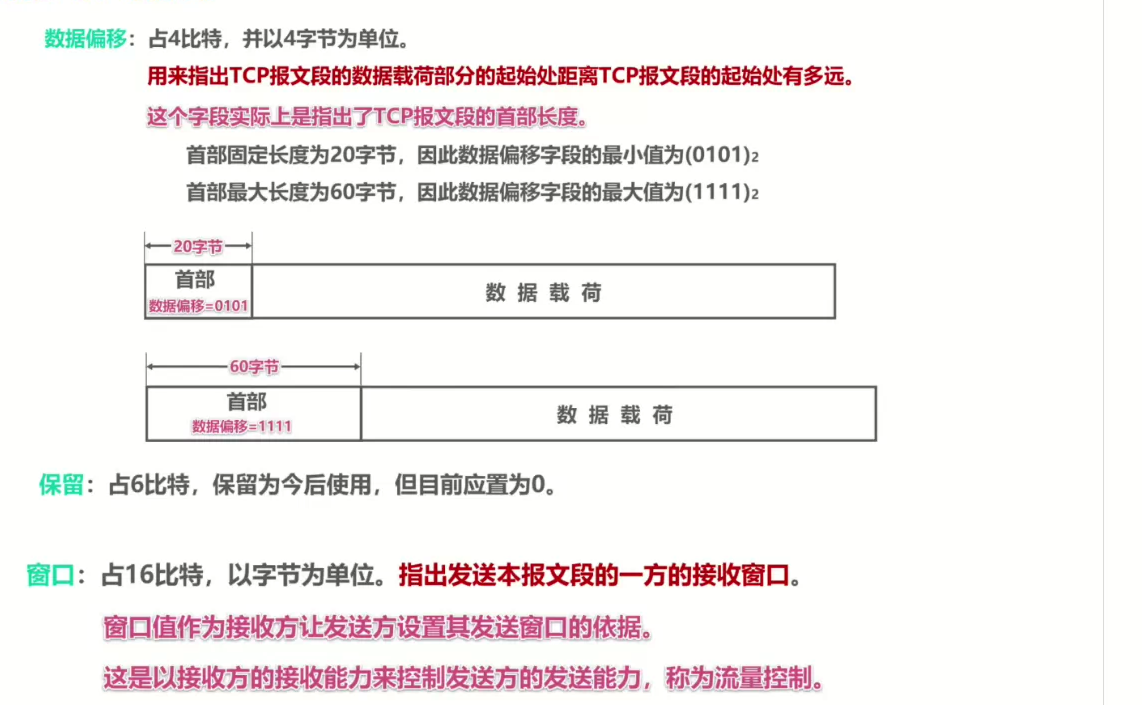 数据偏移：占4比特，并以4字节为单位。
用来指出TCP报文段的数据载荷部分的起始处距离TCP报文段的起始处有多远。
这个字段实际上是指出了TCP报文段的首部长度。
首部固定长度为20字节，因此数据偏移字段的最小值为(0101)₂
首部最大长度为60字节，因此数据偏移字段的最大值为(1111)₂
20字节
首部
数据偏移=0101
数 据 载 荷
60字节
首部
数据偏移=1111
数 据 载 荷
保留：占6比特，保留为今后使用，但目前应置为0。
窗口：占16比特，以字节为单位。指出发送本报文段的一方的接收窗口。
窗口值作为接收方让发送方设置其发送窗口的依据。
这是以接收方的接收能力来控制发送方的发送能力，称为流量控制。